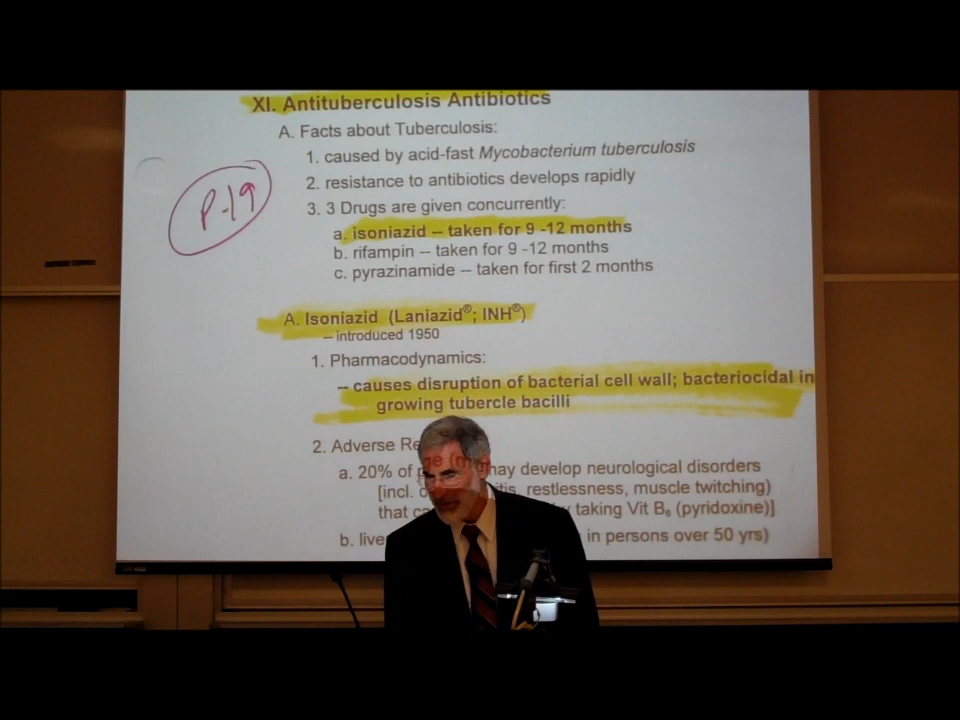 XI. Antituberculosis Antibiotics
A. Facts about Tuberculosis:
1. caused by acid-fast Mycobacterium tuberculosis
2. resistance to antibiotics develops rapidly
P-19
3. 3 Drugs are given concurrently:
a. isoniazid -- taken for 9 -12 months
b. rifampin -- taken for 9 -12 months
c. pyrazinamide -- taken for first 2 months
A. Isoniazid (Laniazid®; INH®)
-- introduced 1950
1. Pharmacodynamics:
-- causes disruption of bacterial cell wall; bacteriocidal in
growing tubercle bacilli
2. Adverse Re
a. 20% of may develop neurological disorders
[incl. restlessness, muscle twitching)
that taking Vit B₆ (pyridoxine)]
b. in persons over 50 yrs)